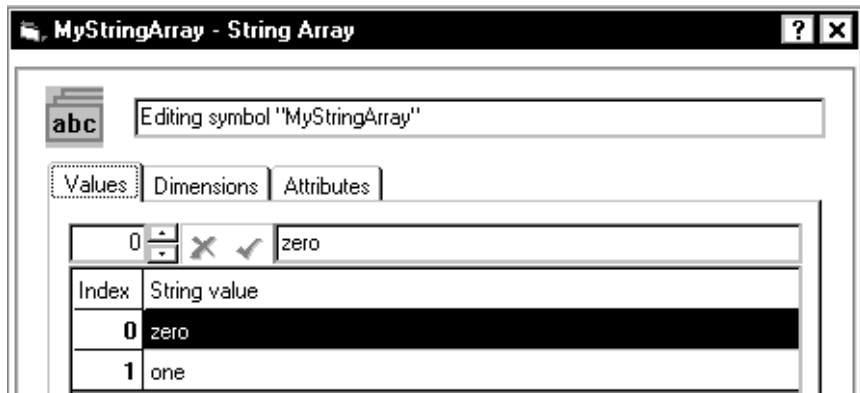 MyStringArray - String Array
abc
Editing symbol "MyStringArray"
Values Dimensions Attributes
0 zero
Index String value
0 zero
1 one